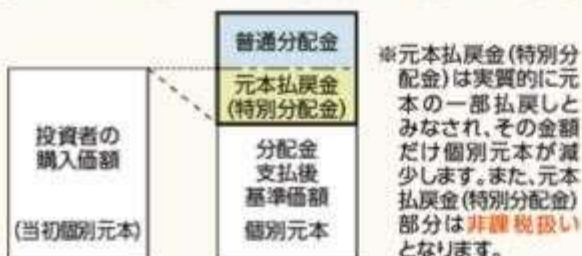 投資者の
購入価額
(当初個別元本)
普通分配金
元本払戻金
(特別分配金)
分配金
支払後
基準価額
個別元本
※元本払戻金(特別分
配金)は実質的に元
本の一部払戻しと
みなされ、その金額
だけ個別元本が減
少します。また、元本
払戻金(特別分配金)
部分は非課税扱い
となります。